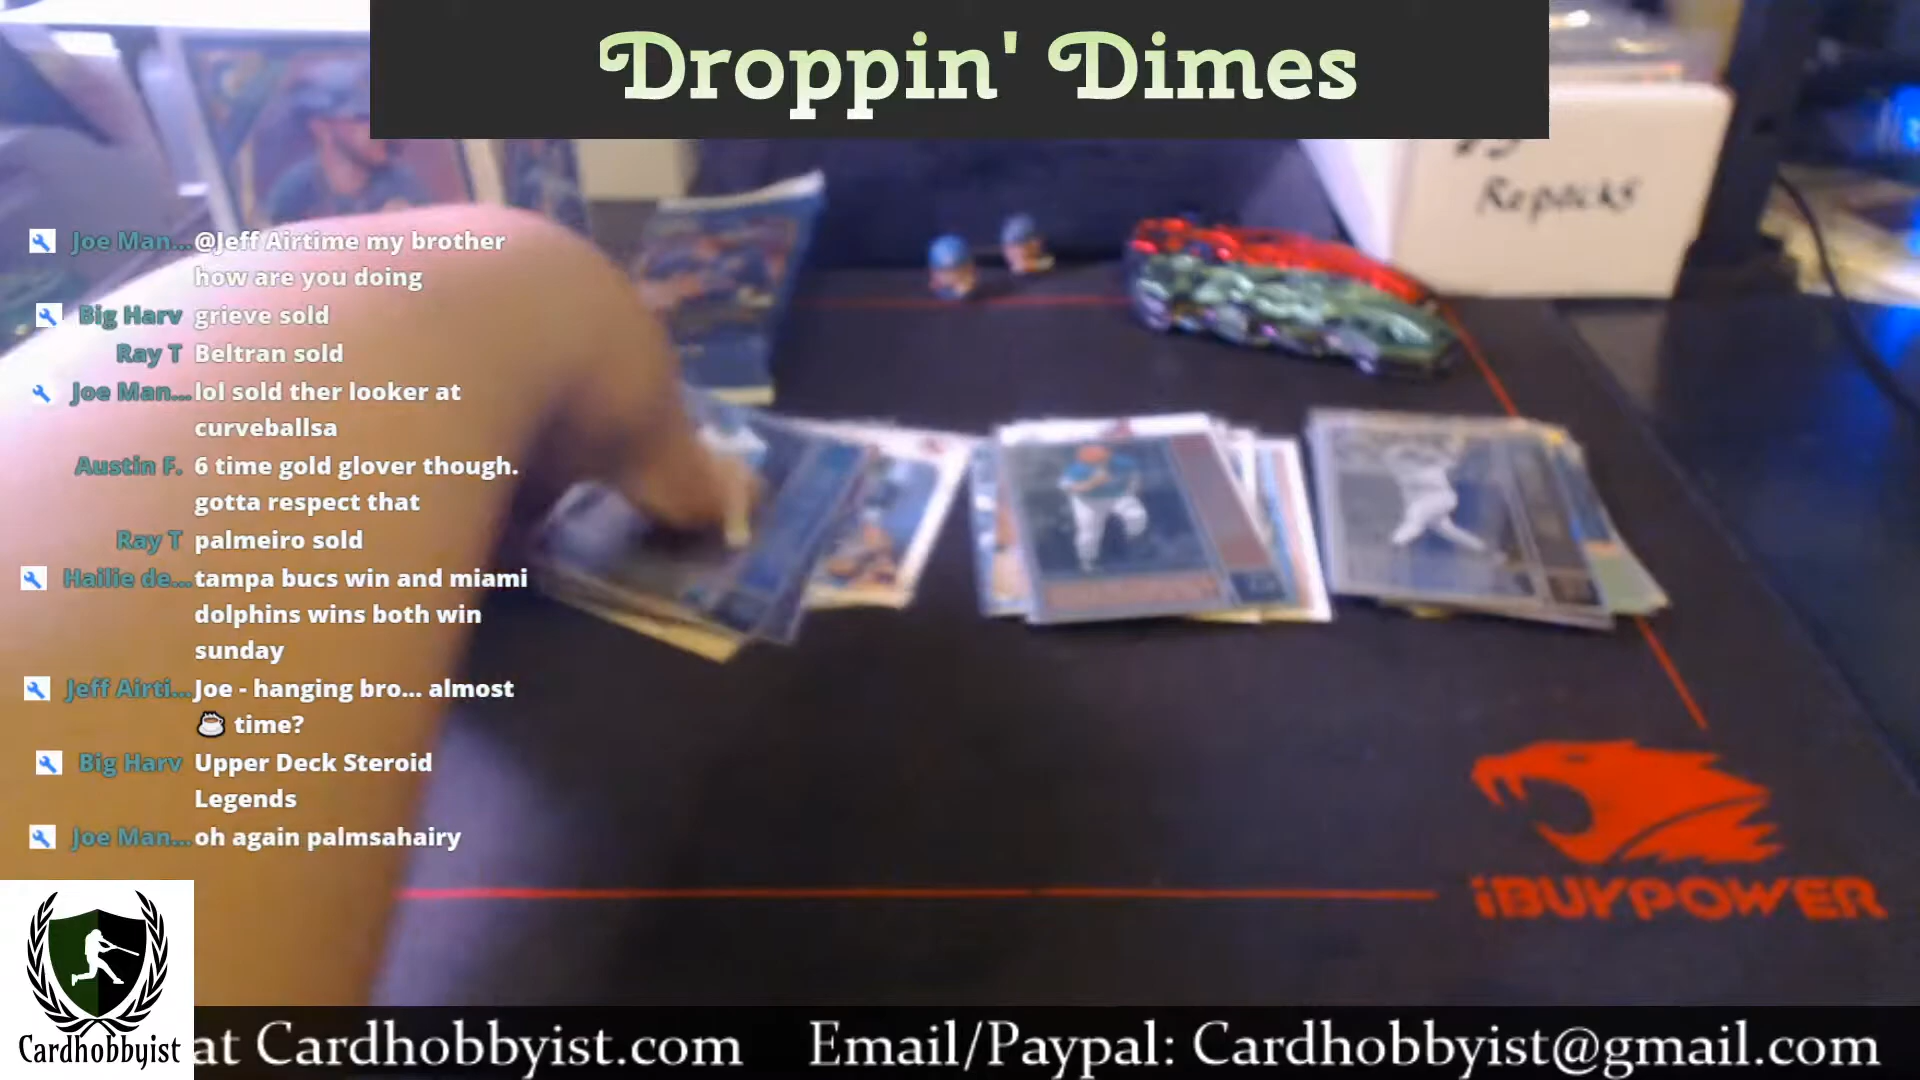 Droppin' Dimes
Repacks
Joe Man... @Jeff Airtime my brother
how are you doing
Big Harv grieve sold
Ray T Beltran sold
Joe Man... lol sold ther looker at
curveballsa
Austin F. 6 time gold glover though.
gotta respect that
Ray T palmeiro sold
Hailie de... tampa bucs win and miami
dolphins wins both win
sunday
Jeff Airti... Joe - hanging bro... almost
☕ time?
Big Harv Upper Deck Steroid
Legends
Joe Man... oh again palmsahairy
iBUYPOWER
Cardhobbyist
at Cardhobbyist.com Email/Paypal: Cardhobbyist@gmail.com